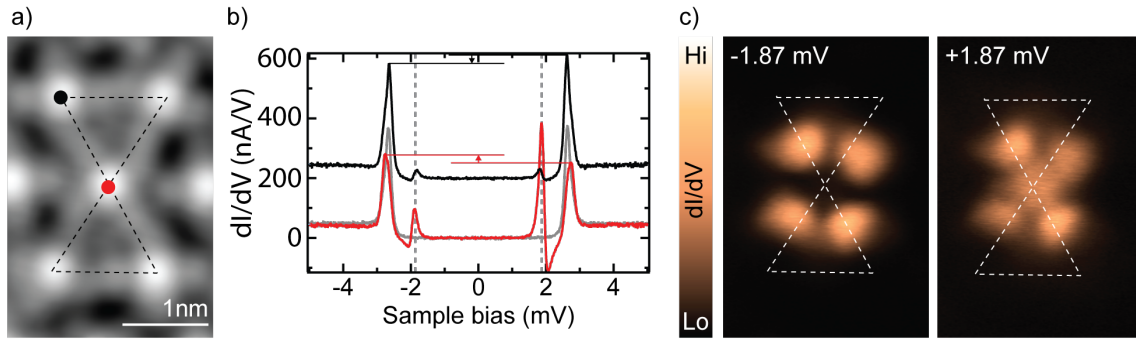 a)
1nm
b)
dI/dV (nA/V)
600
400
200
0
-4
-2
0
2
4
Sample bias (mV)
c)
Hi
dI/dV
Lo
-1.87 mV
+1.87 mV